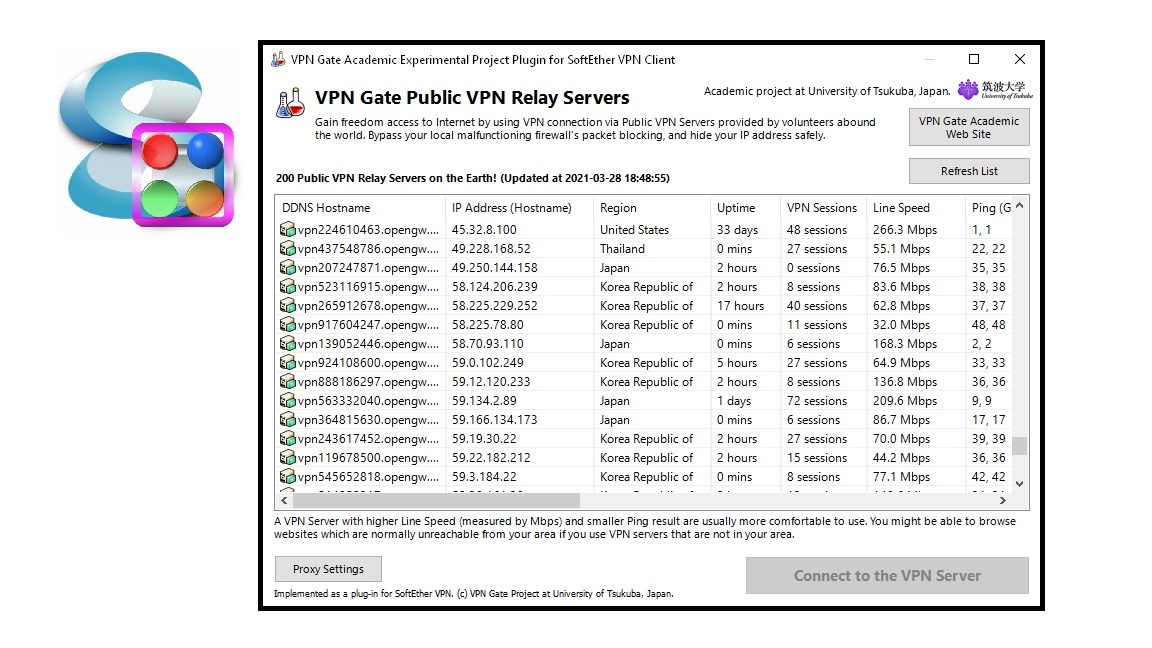 VPN Gate Academic Experimental Project Plugin for SoftEther VPN Client
VPN Gate Public VPN Relay Servers
Academic project at University of Tsukuba, Japan.
筑波大学
University of Tsukuba
Gain freedom access to Internet by using VPN connection via Public VPN Servers provided by volunteers abound
the world. Bypass your local malfunctioning firewall's packet blocking, and hide your IP address safely.
VPN Gate Academic
Web Site
Refresh List
200 Public VPN Relay Servers on the Earth! (Updated at 2021-03-28 18:48:55)
DDNS Hostname IP Address (Hostname) Region Uptime VPN Sessions Line Speed Ping (G
vpn224610463.opengw.... 45.32.8.100 United States 33 days 48 sessions 266.3 Mbps 1, 1
vpn437548786.opengw.... 49.228.168.52 Thailand 0 mins 27 sessions 55.1 Mbps 22, 22
vpn207247871.opengw.... 49.250.144.158 Japan 2 hours 0 sessions 76.5 Mbps 35, 35
vpn523116915.opengw.... 58.124.206.239 Korea Republic of 2 hours 8 sessions 83.6 Mbps 38, 38
vpn265912678.opengw.... 58.225.229.252 Korea Republic of 17 hours 40 sessions 62.8 Mbps 37, 37
vpn917604247.opengw.... 58.225.78.80 Korea Republic of 0 mins 11 sessions 32.0 Mbps 48, 48
vpn139052446.opengw.... 58.70.93.110 Japan 0 mins 6 sessions 168.3 Mbps 2, 2
vpn924108600.opengw.... 59.0.102.249 Korea Republic of 5 hours 27 sessions 64.9 Mbps 33, 33
vpn888186297.opengw.... 59.12.120.233 Korea Republic of 2 hours 8 sessions 136.8 Mbps 36, 36
vpn563332040.opengw.... 59.134.2.89 Japan 1 days 72 sessions 209.6 Mbps 9, 9
vpn364815630.opengw.... 59.166.134.173 Japan 0 mins 6 sessions 86.7 Mbps 17, 17
vpn243617452.opengw.... 59.19.30.22 Korea Republic of 2 hours 27 sessions 70.0 Mbps 39, 39
vpn119678500.opengw.... 59.22.182.212 Korea Republic of 2 hours 15 sessions 44.2 Mbps 36, 36
vpn545652818.opengw.... 59.3.184.22 Korea Republic of 0 mins 8 sessions 77.1 Mbps 42, 42
A VPN Server with higher Line Speed (measured by Mbps) and smaller Ping result are usually more comfortable to use. You might be able to browse
websites which are normally unreachable from your area if you use VPN servers that are not in your area.
Proxy Settings
Connect to the VPN Server
Implemented as a plug-in for SoftEther VPN. (c) VPN Gate Project at University of Tsukuba, Japan.